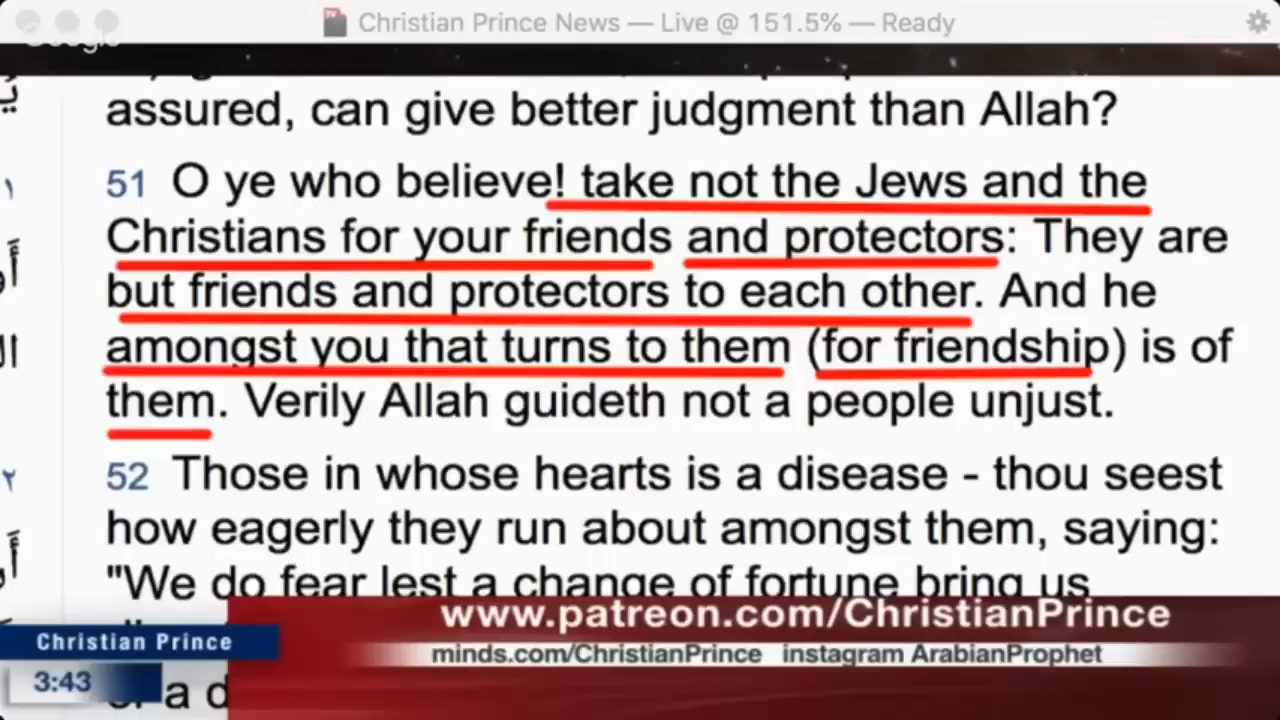 Christian Prince News — Live @ 151.5% — Ready
Google
assured, can give better judgment than Allah?
51 O ye who believe! take not the Jews and the
Christians for your friends and protectors: They are
but friends and protectors to each other. And he
amongst you that turns to them (for friendship) is of
them. Verily Allah guideth not a people unjust.
52 Those in whose hearts is a disease - thou seest
how eagerly they run about amongst them, saying:
"We do fear lest a change of fortune bring us
www.patreon.com/ChristianPrince
Christian Prince
minds.com/ChristianPrince instagram ArabianProphet
3:43
a d